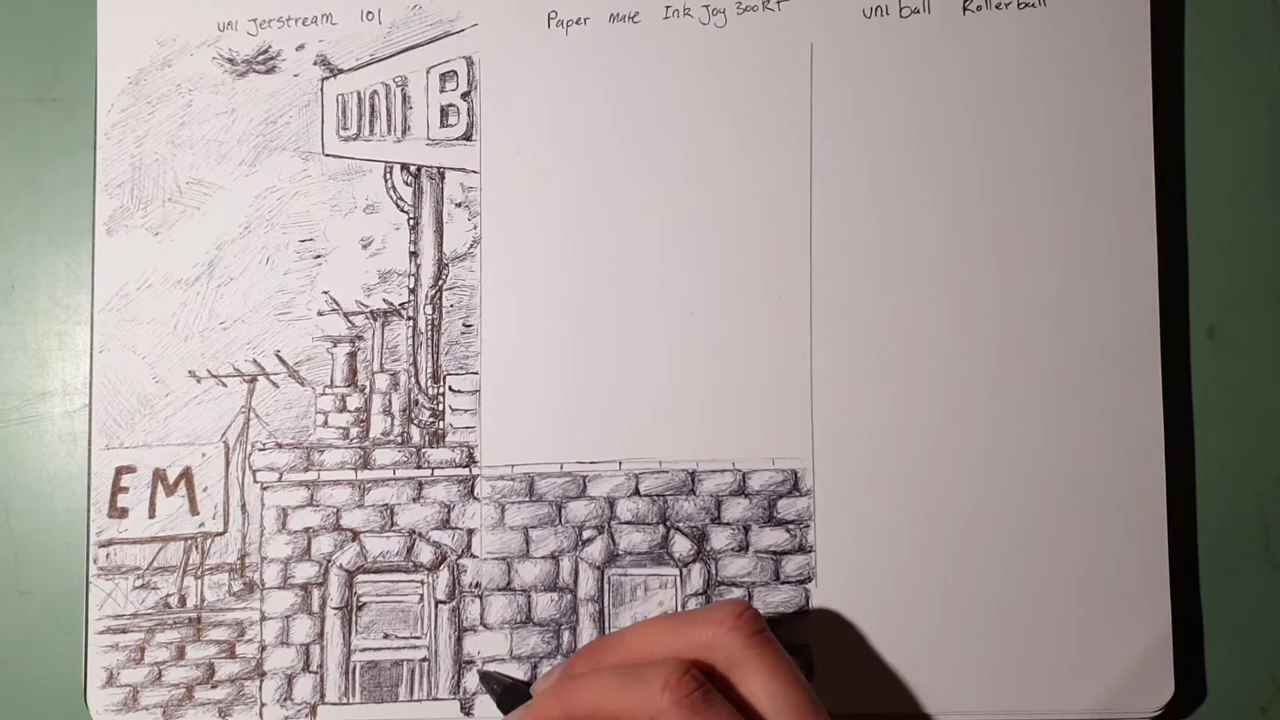 uni Jetstream 101
Paper mate Ink Joy 300RT
uni ball Rollerball
UNi B
EM